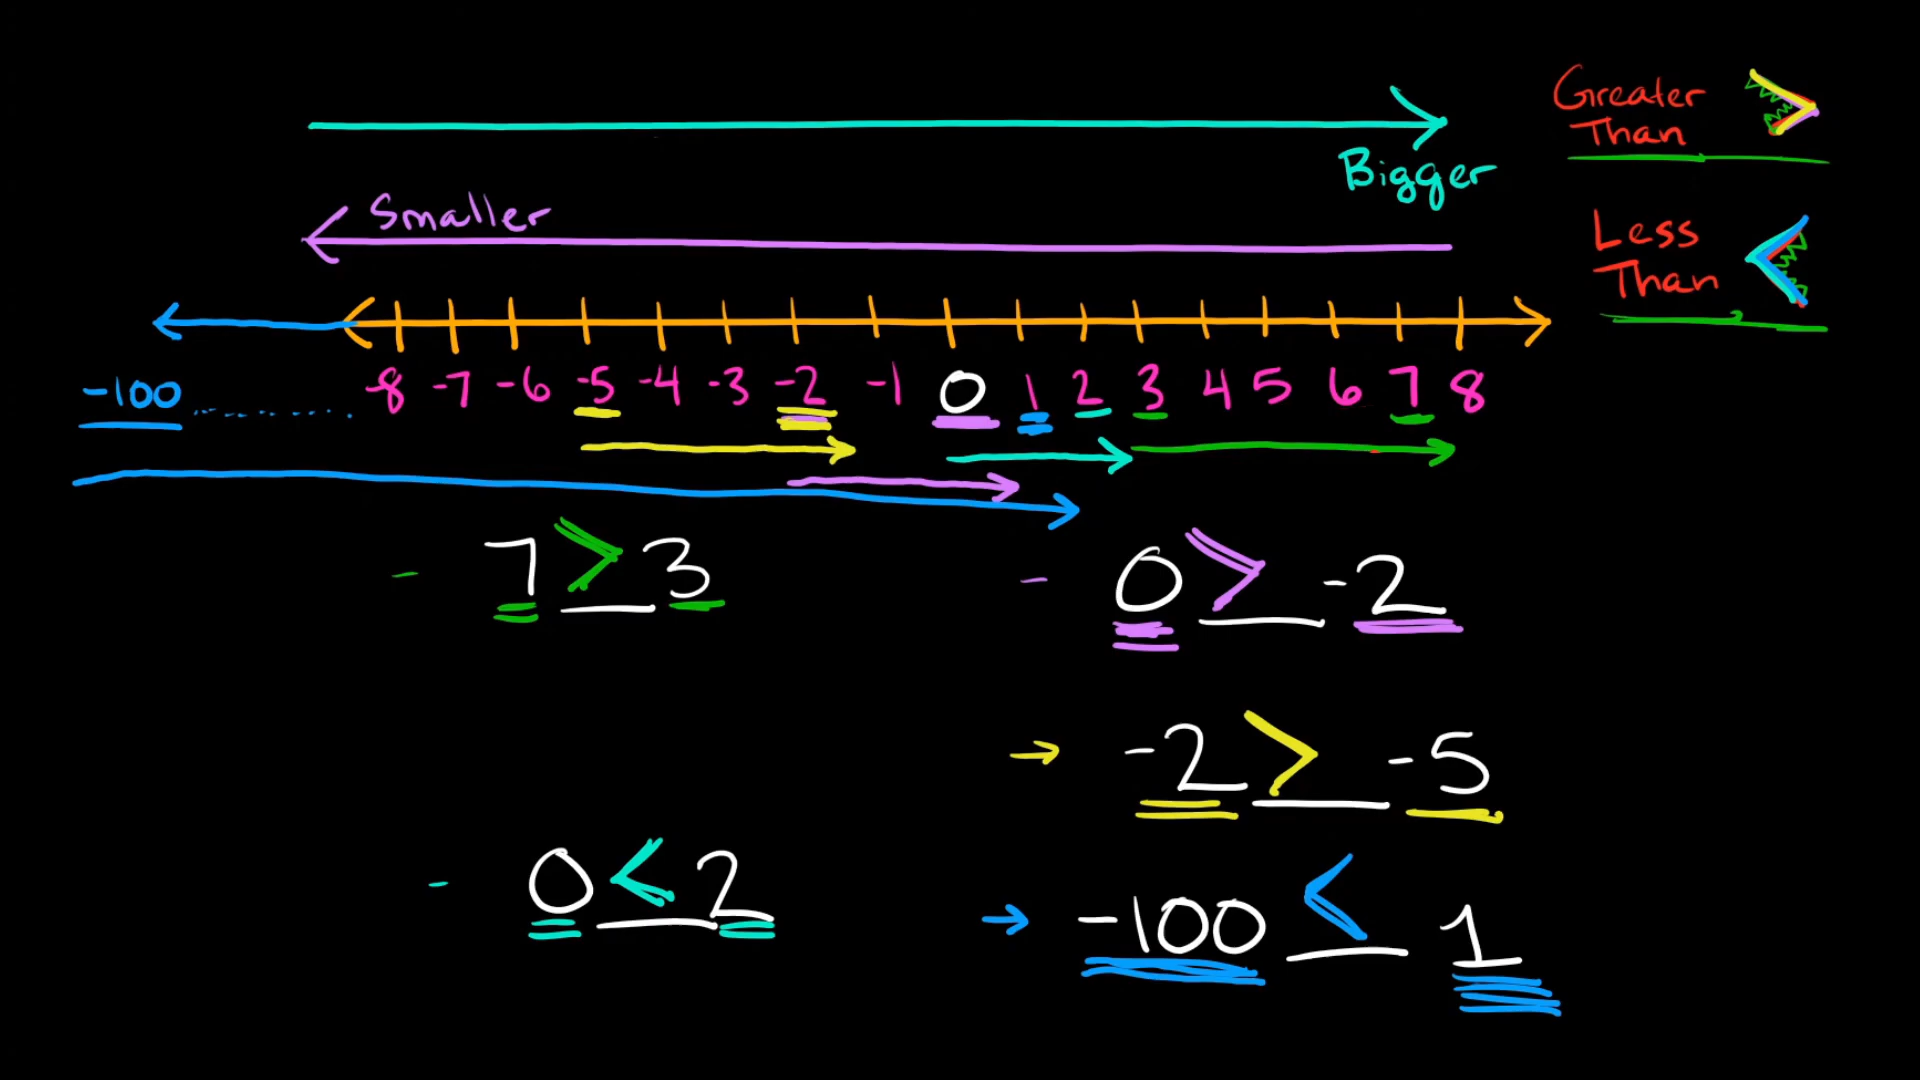 Greater
Than >
Bigger
Smaller
Less
Than <
-100 ........... -8 -7 -6 -5 -4 -3 -2 -1 0 1 2 3 4 5 6 7 8
- 7 > 3
- 0 > -2
→ -2 > -5
- 0 < 2
→ -100 < 1